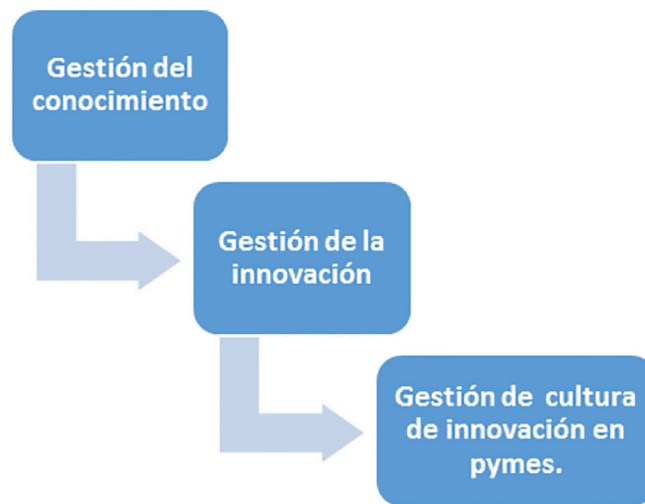 Gestión del
conocimiento
Gestión de la
innovación
Gestión de cultura
de innovación en
pymes.